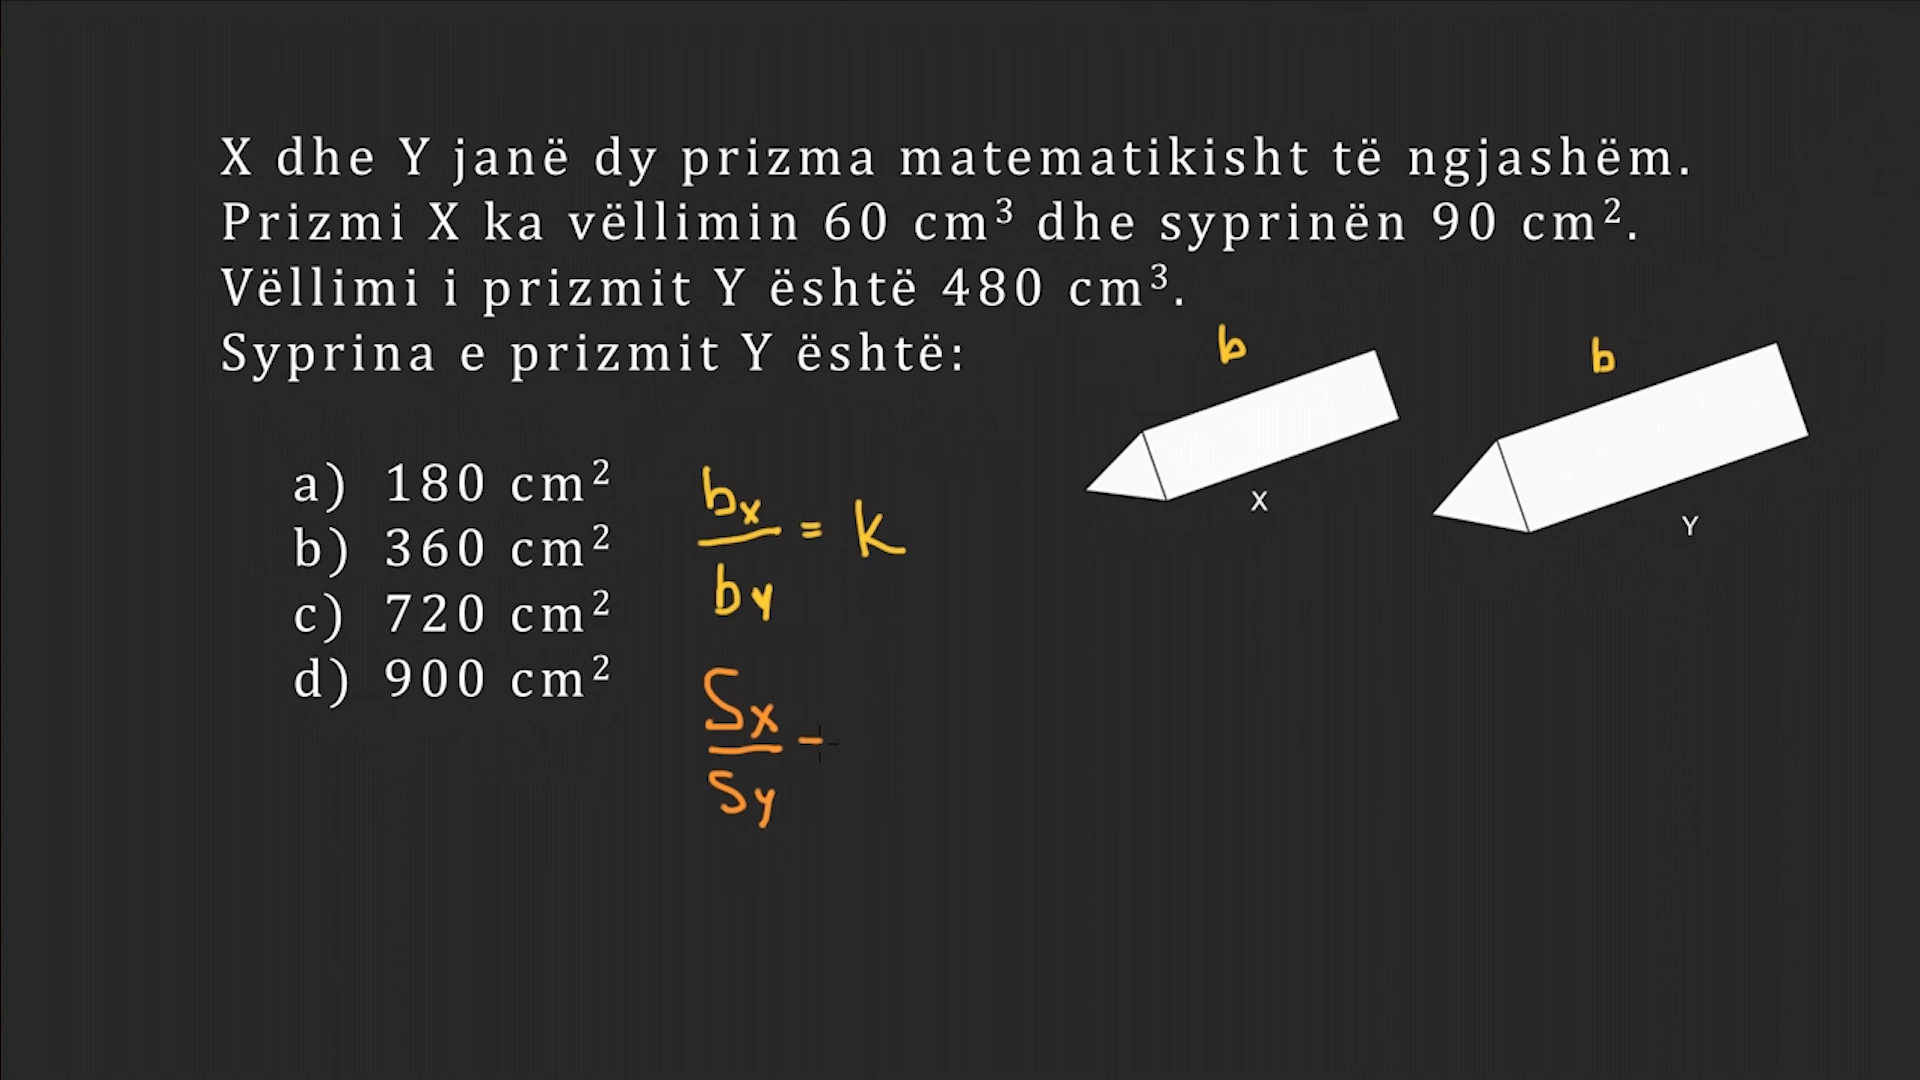 X dhe Y janë dy prizma matematikisht të ngjashëm.
Prizmi X ka vëllimin 60 cm³ dhe syprinën 90 cm².
Vëllimi i prizmit Y është 480 cm³.
Syprina e prizmit Y është:
b
b
X
Y
a) 180 cm²
b) 360 cm²
c) 720 cm²
d) 900 cm²
bx
— = k
by
Sx
— -
Sy